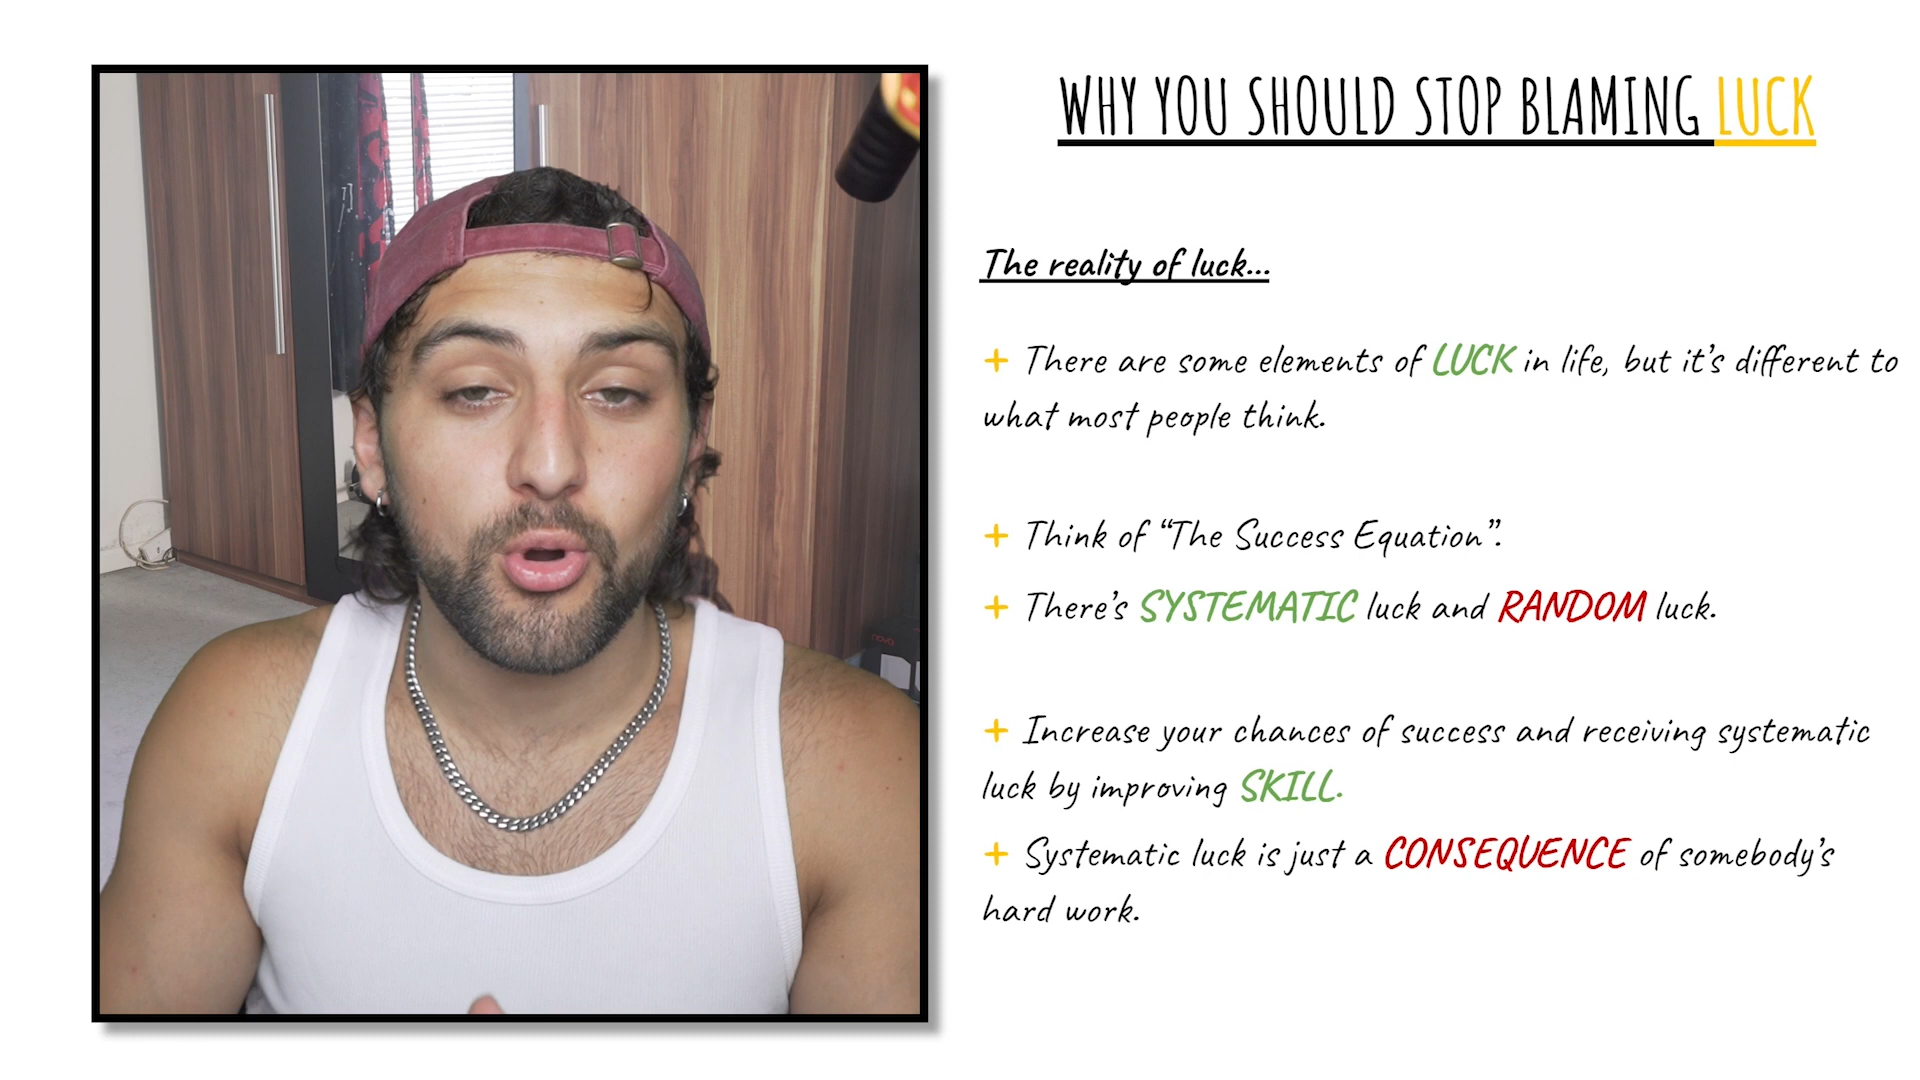 WHY YOU SHOULD STOP BLAMING LUCK
The reality of luck...
+ There are some elements of LUCK in life, but it's different to
what most people think.
+ Think of “The Success Equation”.
+ There's SYSTEMATIC luck and RANDOM luck.
+ Increase your chances of success and receiving systematic
luck by improving SKILL.
+ Systematic luck is just a CONSEQUENCE of somebody's
hard work.
novo